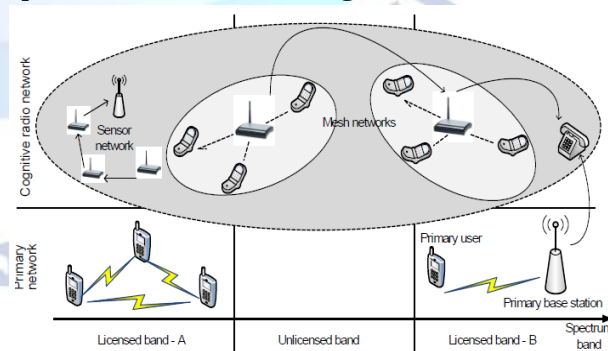 Cognitive radio network
Sensor
network
Mesh networks
Primary
network
Primary user
Primary base station
Licensed band - A
Unlicensed band
Licensed band - B
Spectrum
band